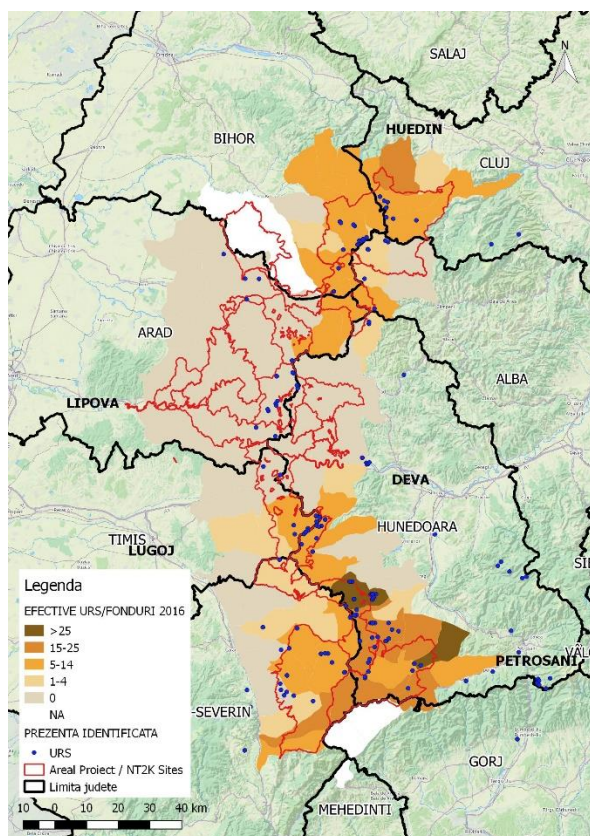 SALAJ
N
HUEDIN
BIHOR
CLUJ
ARAD
ALBA
LIPOVA
DEVA
HUNEDOARA
TIMIS
LUGOJ
PETROSANI
-SEVERIN
GORJ
MEHEDINTI
Legenda
EFECTIVE URS/FONDURI 2016
>25
15-25
5-14
1-4
0
NA
PREZENTA IDENTIFICATA
URS
Areal Proiect / NT2K Sites
Limita judete
10 0 10 20 30 40 km